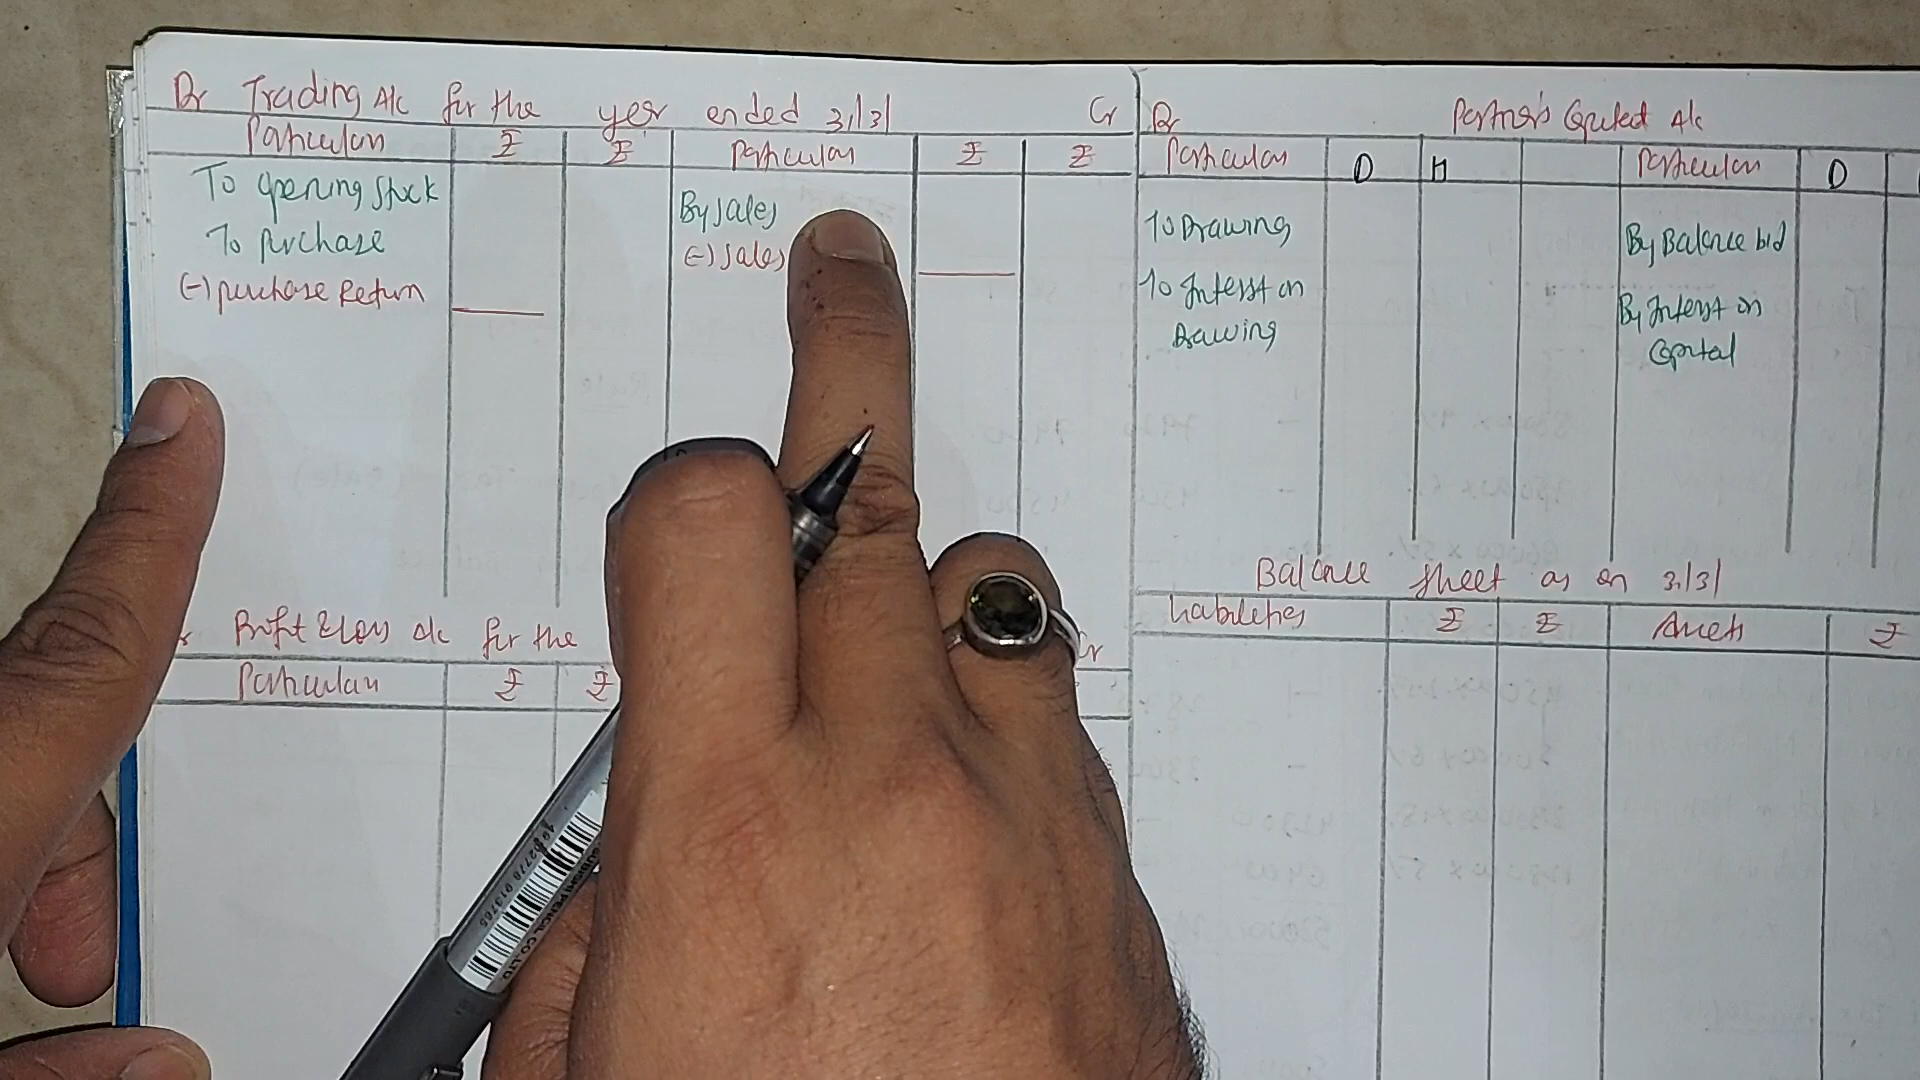 Dr Trading A/c for the yer ended 31/3/ Cr
Particulars ₹ ₹ Particulars ₹ ₹
To opening stock
To purchase
(-) purchase Return
By sales
(-) sales
Dr Partner's Capital A/c
Particulars D H Particulars D
To Drawing
To Interest on
Drawing
By Balance b/d
By Interest on
Capital
Profit & Loss A/c for the Cr
Particulars ₹ ₹
Balance sheet as on 31/3/
Liabilities ₹ ₹ Assets ₹